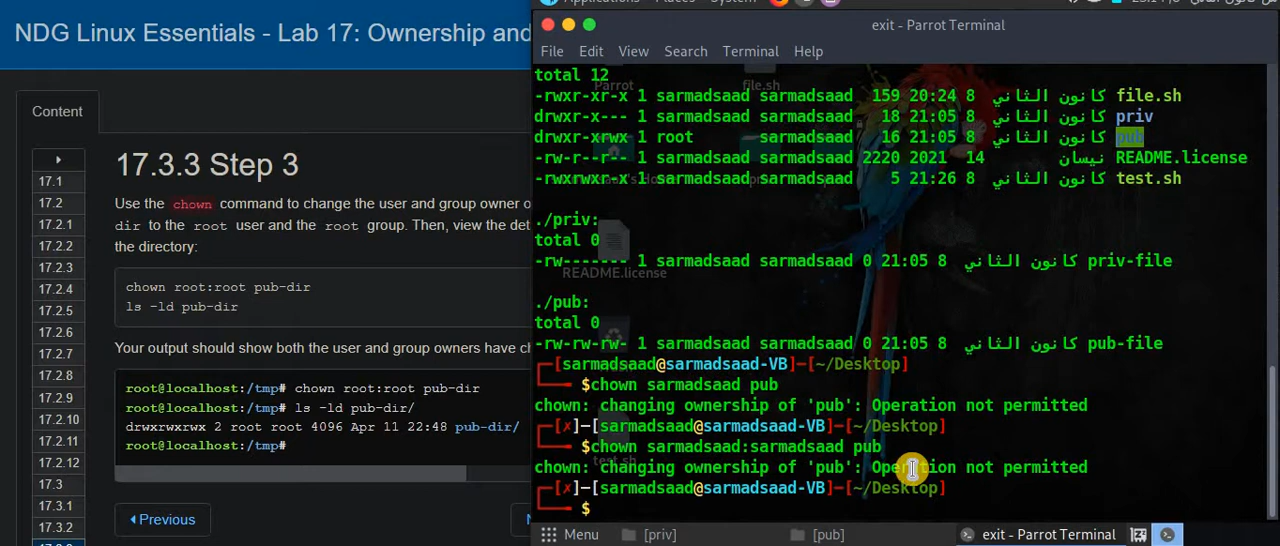 NDG Linux Essentials - Lab 17: Ownership and
Content
17.1
17.2
17.2.1
17.2.2
17.2.3
17.2.4
17.2.5
17.2.6
17.2.7
17.2.8
17.2.9
17.2.10
17.2.11
17.2.12
17.3
17.3.1
17.3.2
17.3.3 Step 3
Use the chown command to change the user and group owner o
dir to the root user and the root group. Then, view the det
the directory:
chown root:root pub-dir
ls -ld pub-dir
Your output should show both the user and group owners have ch
root@localhost:/tmp# chown root:root pub-dir
root@localhost:/tmp# ls -ld pub-dir/
drwxrwxrwx 2 root root 4096 Apr 11 22:48 pub-dir/
root@localhost:/tmp#
Previous
N
Applications Places System
exit - Parrot Terminal
File Edit View Search Terminal Help
Parrot
file.sh
README.license
test.sh
total 12
-rwxr-xr-x 1 sarmadsaad sarmadsaad 159 20:24 8 كانون الثاني file.sh
drwxr-x--- 1 sarmadsaad sarmadsaad 18 21:05 8 كانون الثاني priv
drwxr-xrwx 1 root sarmadsaad 16 21:05 8 كانون الثاني pub
-rw-r--r-- 1 sarmadsaad sarmadsaad 2220 2021 14 نيسان README.license
-rwxrwxrwx 1 sarmadsaad sarmadsaad 5 21:26 8 كانون الثاني test.sh
./priv:
total 0
-rw------- 1 sarmadsaad sarmadsaad 0 21:05 8 كانون الثاني priv-file
./pub:
total 0
-rw-rw-rw- 1 sarmadsaad sarmadsaad 0 21:05 8 كانون الثاني pub-file
[sarmadsaad@sarmadsaad-VB]-[~/Desktop]
$chown sarmadsaad pub
chown: changing ownership of 'pub': Operation not permitted
[✗]-[sarmadsaad@sarmadsaad-VB]-[~/Desktop]
$chown sarmadsaad:sarmadsaad pub
chown: changing ownership of 'pub': Operation not permitted
[✗]-[sarmadsaad@sarmadsaad-VB]-[~/Desktop]
$
Menu [priv] [pub] exit - Parrot Terminal